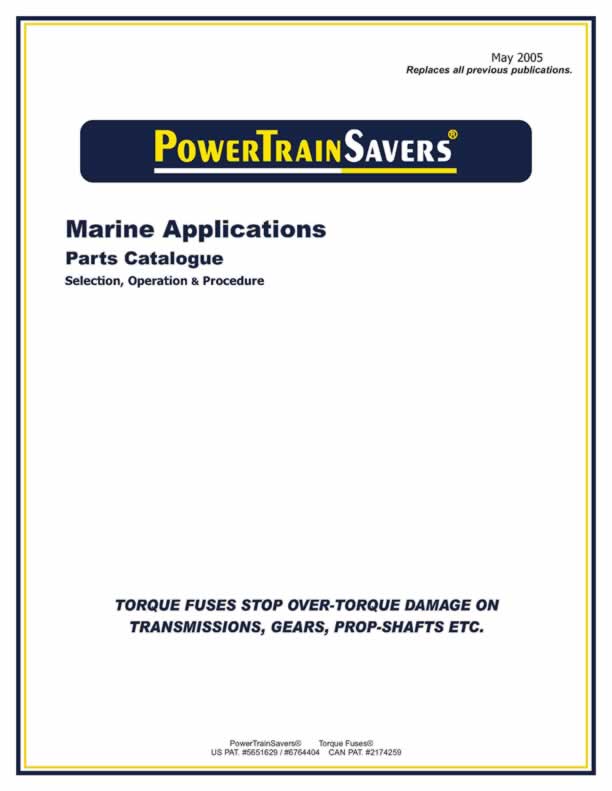 May 2005
Replaces all previous publications.
POWERTRAINSAVERS®
Marine Applications
Parts Catalogue
Selection, Operation & Procedure
TORQUE FUSES STOP OVER-TORQUE DAMAGE ON
TRANSMISSIONS, GEARS, PROP-SHAFTS ETC.
PowerTrainSavers® Torque Fuses®
US PAT. #5651629 / #6764404 CAN PAT. #2174259